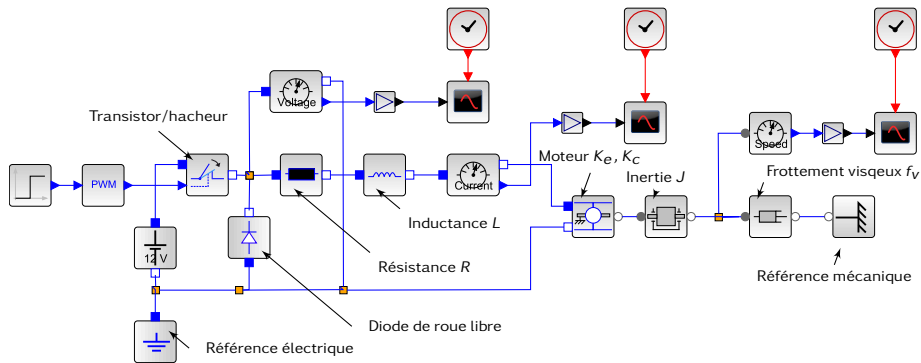 Transistor/hacheur
Voltage
PWM
Current
Moteur Ke, Kc
Inertie J
Speed
Frottement visqeux fv
12 V
Résistance R
Inductance L
Référence mécanique
Diode de roue libre
Référence électrique